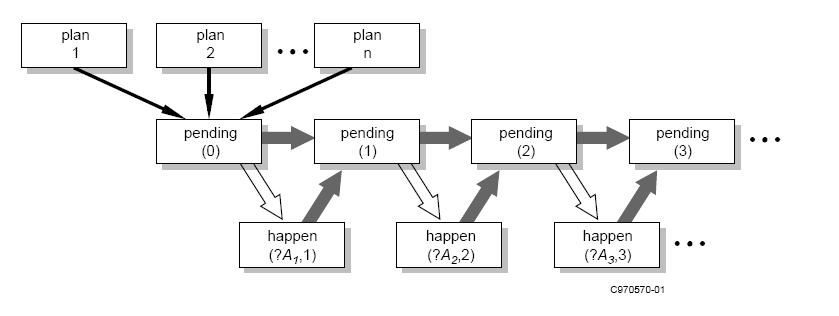 plan
1
plan
2
• • •
plan
n
pending
(0)
pending
(1)
pending
(2)
pending
(3)
• • •
happen
(?A1,1)
happen
(?A2,2)
happen
(?A3,3)
• • •
C970570-01